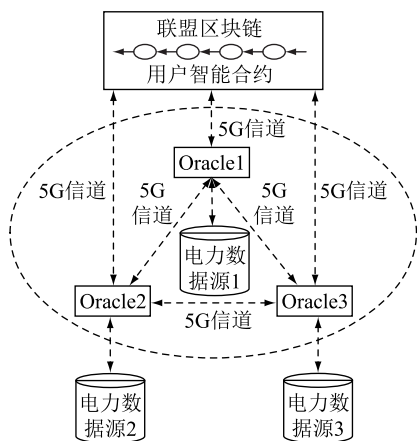 联盟区块链
用户智能合约
5G信道
Oracle1
5G信道
5G
信道
5G
信道
5G信道
电力数
据源1
Oracle2
Oracle3
5G信道
电力数
据源2
电力数
据源3